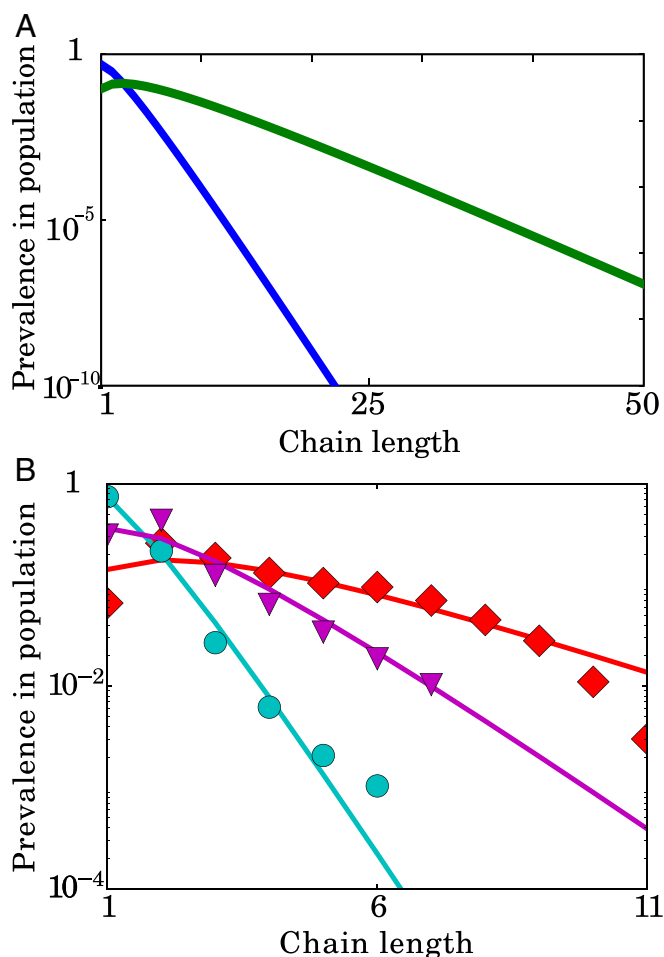 A
Prevalence in population
1
10⁻⁵
10⁻¹⁰
1 25 50
Chain length
B
Prevalence in population
1
10⁻²
10⁻⁴
1 6 11
Chain length